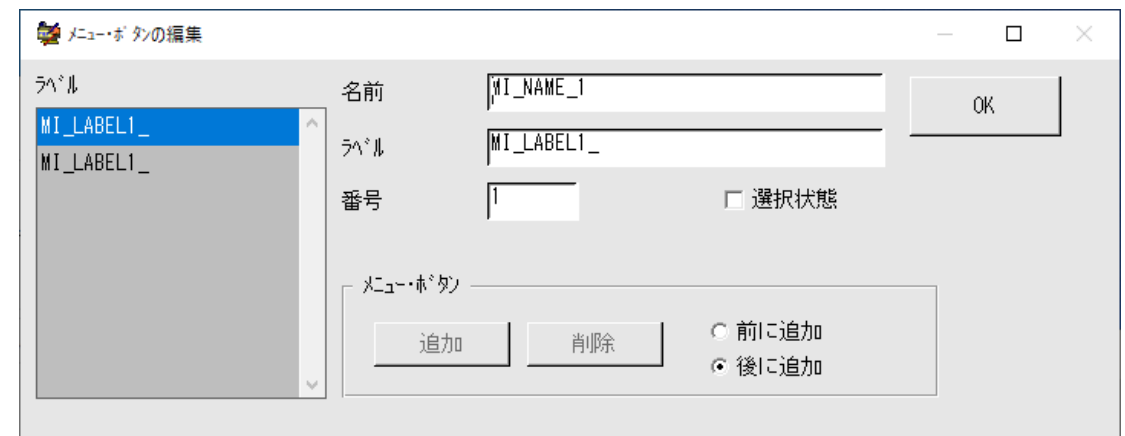 ﾒﾆｭｰ・ﾎﾞﾀﾝの編集
ﾗﾍﾞﾙ
MI_LABEL1_
MI_LABEL1_
名前
MI_NAME_1
OK
ﾗﾍﾞﾙ
MI_LABEL1_
番号
1
選択状態
ﾒﾆｭｰ・ﾎﾞﾀﾝ
追加
削除
前に追加
後に追加